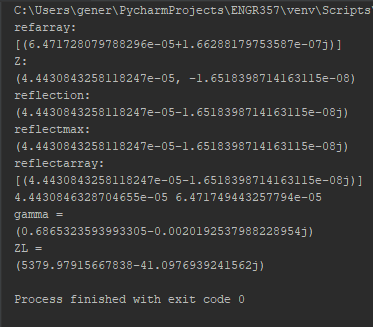 C:\Users\gener\PycharmProjects\ENGR357\venv\Scripts\
refarray:
[(6.471728079788296e-05+1.66288179753587e-07j)]
Z:
(4.4430843258118247e-05, -1.6518398714163115e-08)
reflection:
(4.4430843258118247e-05-1.6518398714163115e-08j)
reflectmax:
(4.4430843258118247e-05-1.6518398714163115e-08j)
reflectarray:
[(4.4430843258118247e-05-1.6518398714163115e-08j)]
4.4430846328704655e-05 6.471749443257794e-05
gamma =
(0.6865323593993305-0.0020192537988228954j)
ZL =
(5379.97915667838-41.0976939241562j)
Process finished with exit code 0